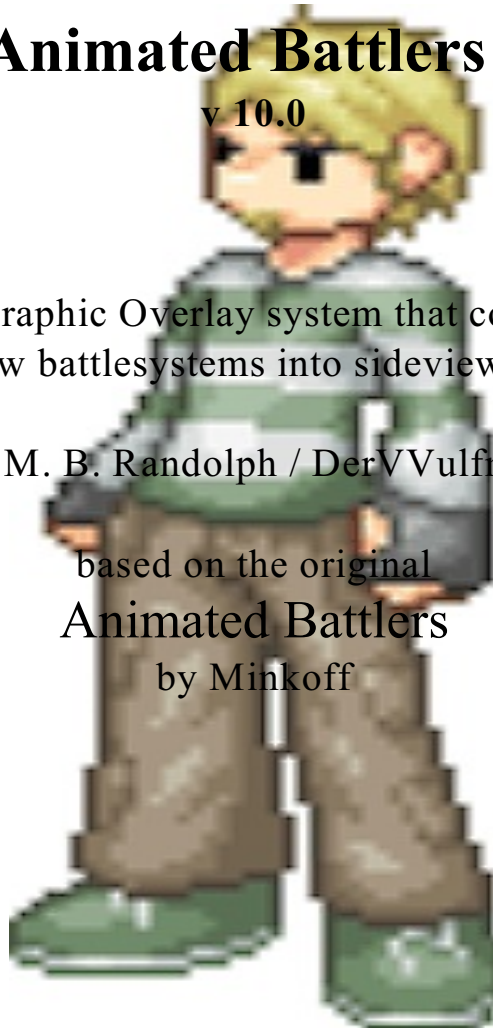 Animated Battlers
v 10.0
raphic Overlay system that co
w battlesystems into sideview
M. B. Randolph / DerVVulfr
based on the original
Animated Battlers
by Minkoff